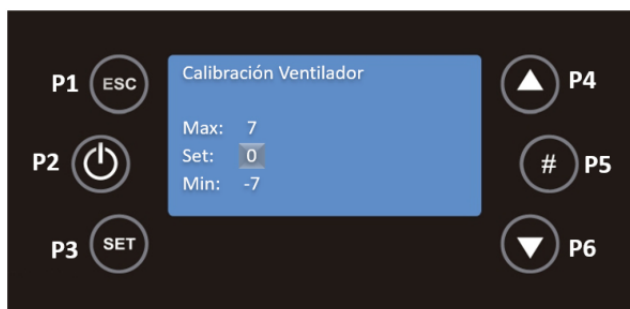 P1 ESC
P2
P3 SET
Calibración Ventilador
Max: 7
Set: 0
Min: -7
P4
# P5
P6